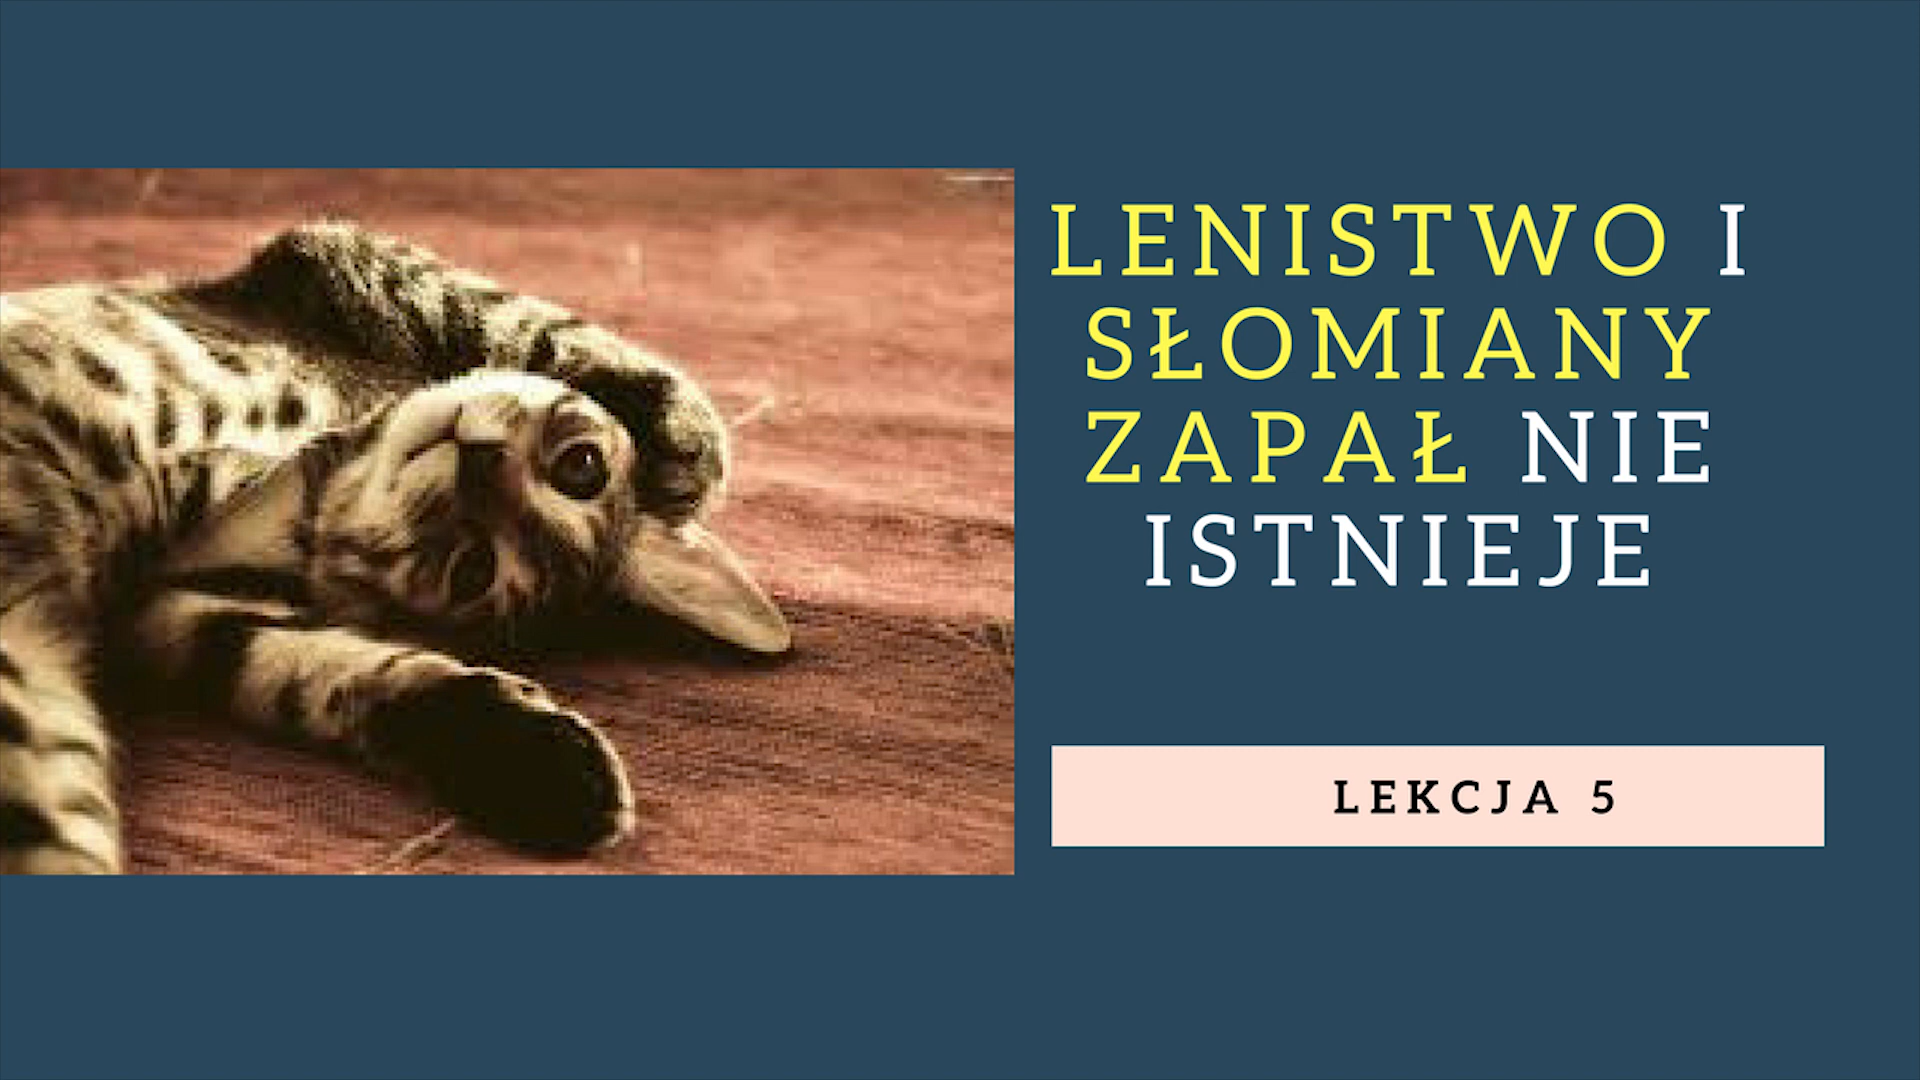 LENISTWO I
SŁOMIANY
ZAPAŁ NIE
ISTNIEJE
LEKCJA 5